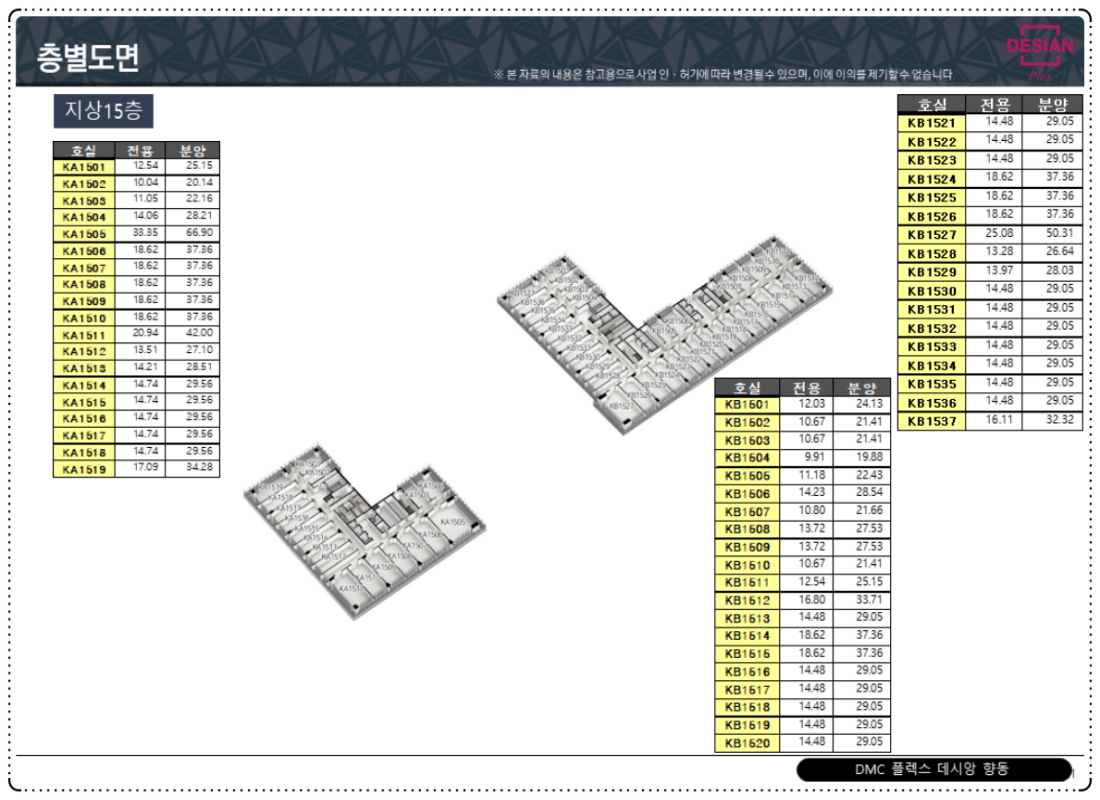 층별도면
※ 본 자료의 내용은 참고용으로 사업 인·허가에 따라 변경될 수 있으며, 이에 이의를 제기할 수 없습니다
DESIAN
Flex
지상15층
호실 전용 분양
KA1501 12.54 25.15
KA1502 10.04 20.14
KA1503 11.05 22.16
KA1504 14.06 28.21
KA1505 33.35 66.90
KA1506 18.62 37.36
KA1507 18.62 37.36
KA1508 18.62 37.36
KA1509 18.62 37.36
KA1510 18.62 37.36
KA1511 20.94 42.00
KA1512 13.51 27.10
KA1513 14.21 28.51
KA1514 14.74 29.56
KA1515 14.74 29.56
KA1516 14.74 29.56
KA1517 14.74 29.56
KA1518 14.74 29.56
KA1519 17.09 34.28
호실 전용 분양
KB1501 12.03 24.13
KB1502 10.67 21.41
KB1503 10.67 21.41
KB1504 9.91 19.88
KB1505 11.18 22.43
KB1506 14.23 28.54
KB1507 10.80 21.66
KB1508 13.72 27.53
KB1509 13.72 27.53
KB1510 10.67 21.41
KB1511 12.54 25.15
KB1512 16.80 33.71
KB1513 14.48 29.05
KB1514 18.62 37.36
KB1515 18.62 37.36
KB1516 14.48 29.05
KB1517 14.48 29.05
KB1518 14.48 29.05
KB1519 14.48 29.05
KB1520 14.48 29.05
호실 전용 분양
KB1521 14.48 29.05
KB1522 14.48 29.05
KB1523 14.48 29.05
KB1524 18.62 37.36
KB1525 18.62 37.36
KB1526 18.62 37.36
KB1527 25.08 50.31
KB1528 13.28 26.64
KB1529 13.97 28.03
KB1530 14.48 29.05
KB1531 14.48 29.05
KB1532 14.48 29.05
KB1533 14.48 29.05
KB1534 14.48 29.05
KB1535 14.48 29.05
KB1536 14.48 29.05
KB1537 16.11 32.32
DMC 플렉스 데시앙 향동